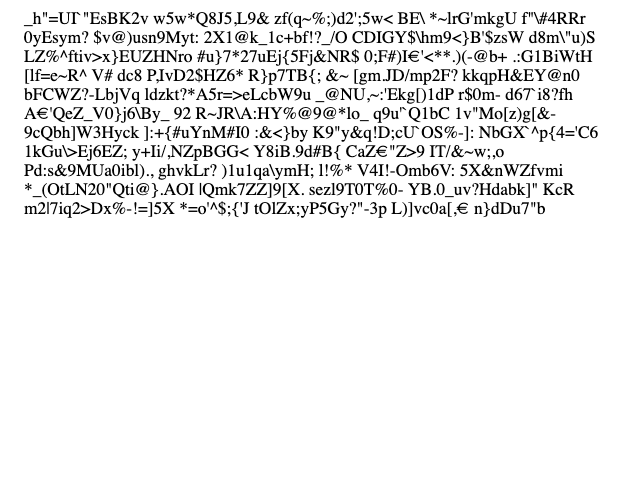 _h"=UI`"EsBK2v w5w*Q8J5,L9& zf(q~%;)d2';5w< BE\ *~lrG'mkgU f"\#4RRr
0yEsym? $v@)usn9Myt: 2X1@k_1c+bf!?_/O CDIGY$\hm9<}B'$zsW d8m\"u)S
LZ%^ftiv>x}EUZHNro #u}7*27uEj{5Fj&NR$ 0;F#)I€'<**.)(-@b+ .:G1BiWtH
[lf=e~R^ V# dc8 P,IvD2$HZ6* R}p7TB{; &~ [gm.JD/mp2F? kkqpH&EY@n0
bFCWZ?-LbjVq ldzkt?*A5r=>eLcbW9u _@NU,~:'Ekg[)1dP r$0m- d67`i8?fh
A€'QeZ_V0}j6\By_ 92 R~JR\A:HY%@9@*lo_ q9u'`Q1bC 1v"Mo[z)g[&-
9cQbh]W3Hyck ]:+{#uYnM#I0 :&<}by K9"y&q!D;cU`OS%-]: NbGX`^p{4='C6
1kGu\>Ej6EZ; y+Ii/,NZpBGG< Y8iB.9d#B{ CaZ€"Z>9 IT/&~w;,o
Pd:s&9MUa0ibl)., ghvkLr? )1u1qa\ymH; l!%* V4I!-Omb6V: 5X&nWZfvmi
*_(OtLN20"Qti@}.AOI |Qmk7ZZ]9[X. sezl9T0T%0- YB.0_uv?Hdabk]" KcR
m2|7iq2>Dx%-!=]5X *=o'^$;{'J tOlZx;yP5Gy?"-3p L)]vc0a[,€ n}dDu7"b